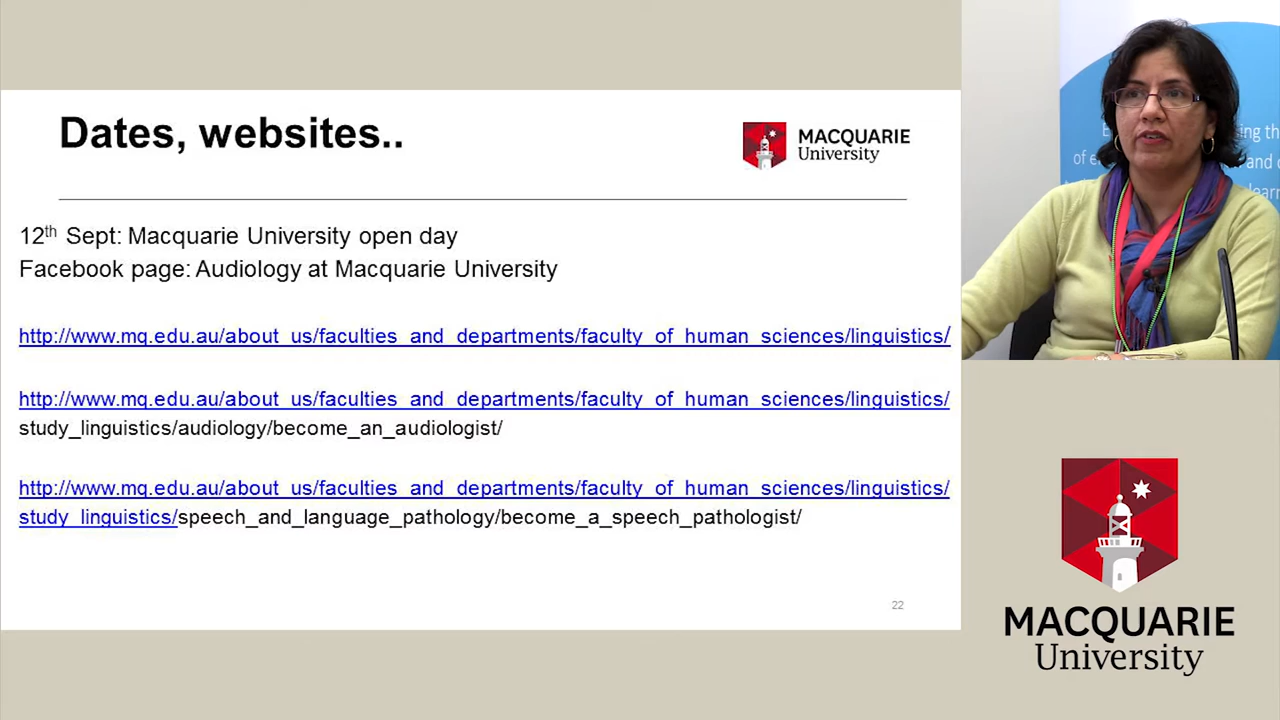 Dates, websites..
MACQUARIE
University
12th Sept: Macquarie University open day
Facebook page: Audiology at Macquarie University
http://www.mq.edu.au/about_us/faculties_and_departments/faculty_of_human_sciences/linguistics/
http://www.mq.edu.au/about_us/faculties_and_departments/faculty_of_human_sciences/linguistics/
study_linguistics/audiology/become_an_audiologist/
http://www.mq.edu.au/about_us/faculties_and_departments/faculty_of_human_sciences/linguistics/
study_linguistics/speech_and_language_pathology/become_a_speech_pathologist/
22
of
and
MACQUARIE
University